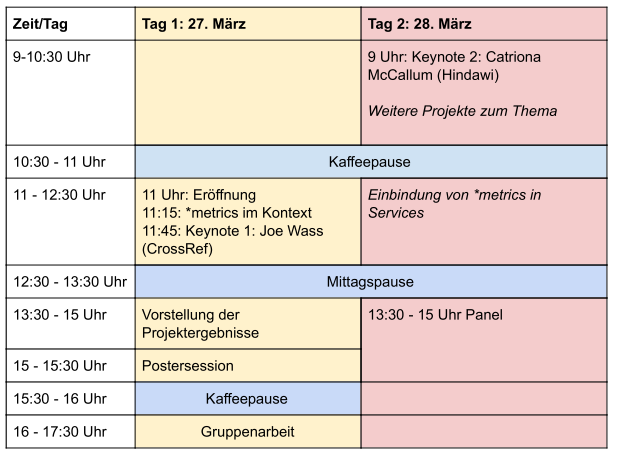 Zeit/Tag
Tag 1: 27. März
Tag 2: 28. März
9-10:30 Uhr
9 Uhr: Keynote 2: Catriona
McCallum (Hindawi)
Weitere Projekte zum Thema
10:30 - 11 Uhr
Kaffeepause
11 - 12:30 Uhr
11 Uhr: Eröffnung
11:15: *metrics im Kontext
11:45: Keynote 1: Joe Wass
(CrossRef)
Einbindung von *metrics in
Services
12:30 - 13:30 Uhr
Mittagspause
13:30 - 15 Uhr
Vorstellung der
Projektergebnisse
13:30 - 15 Uhr Panel
15 - 15:30 Uhr
Postersession
15:30 - 16 Uhr
Kaffeepause
16 - 17:30 Uhr
Gruppenarbeit